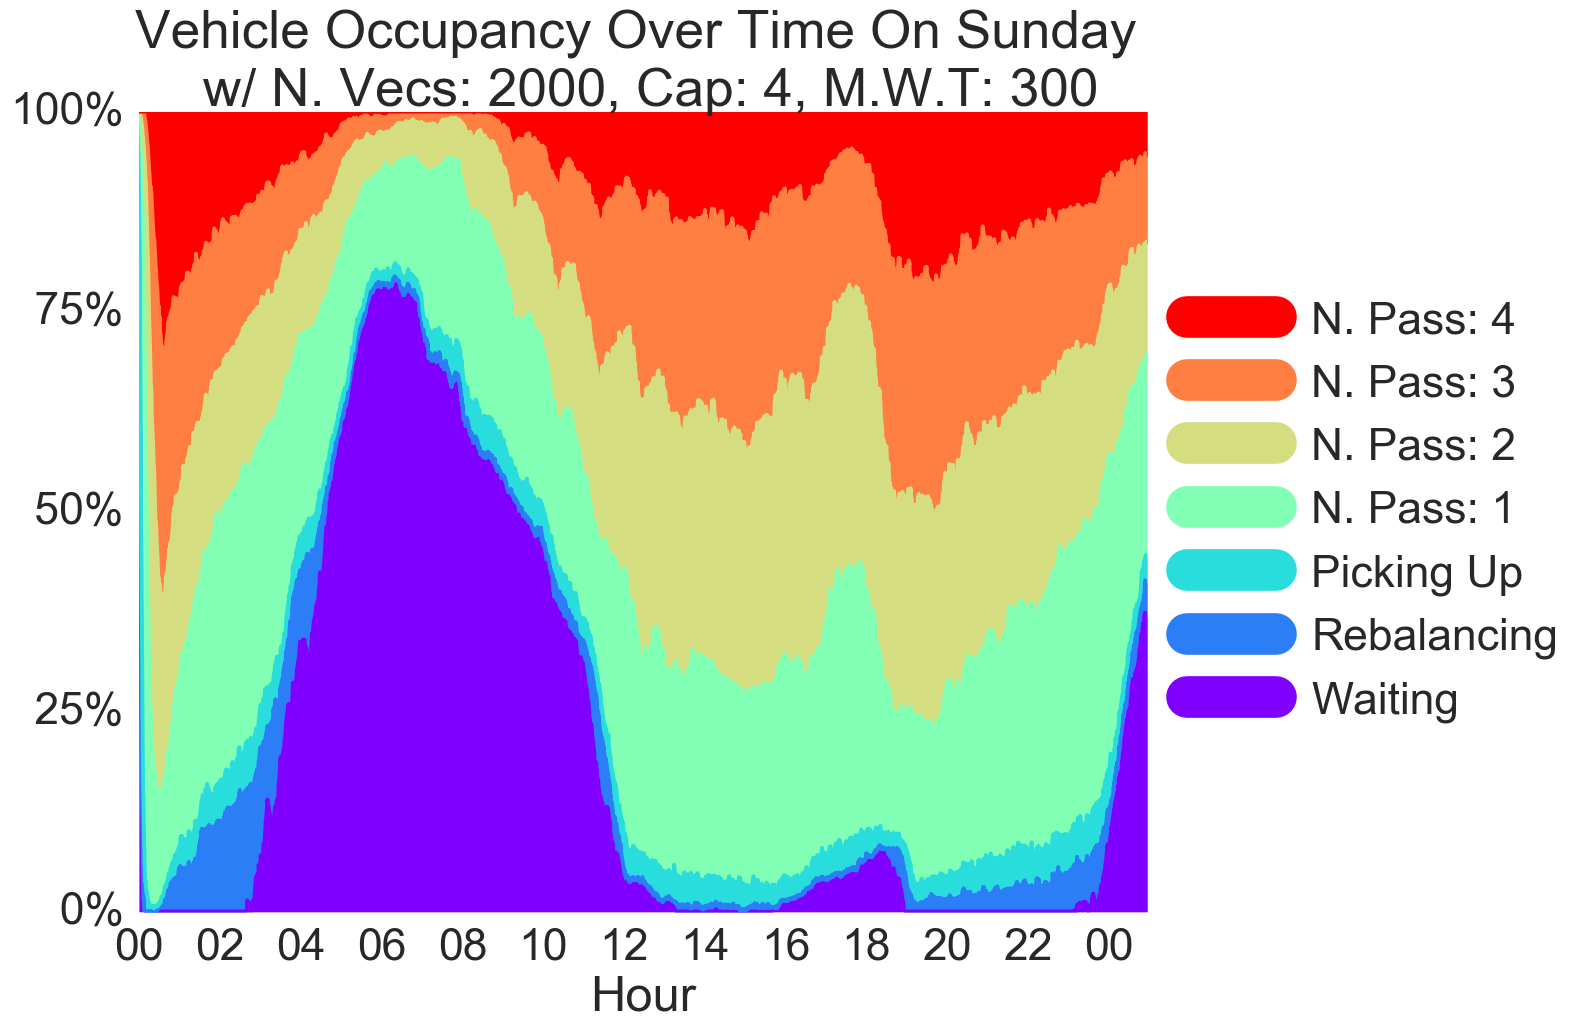 Vehicle Occupancy Over Time On Sunday
w/ N. Vecs: 2000, Cap: 4, M.W.T: 300
100%
75%
50%
25%
0%
00 02 04 06 08 10 12 14 16 18 20 22 00
Hour
N. Pass: 4
N. Pass: 3
N. Pass: 2
N. Pass: 1
Picking Up
Rebalancing
Waiting